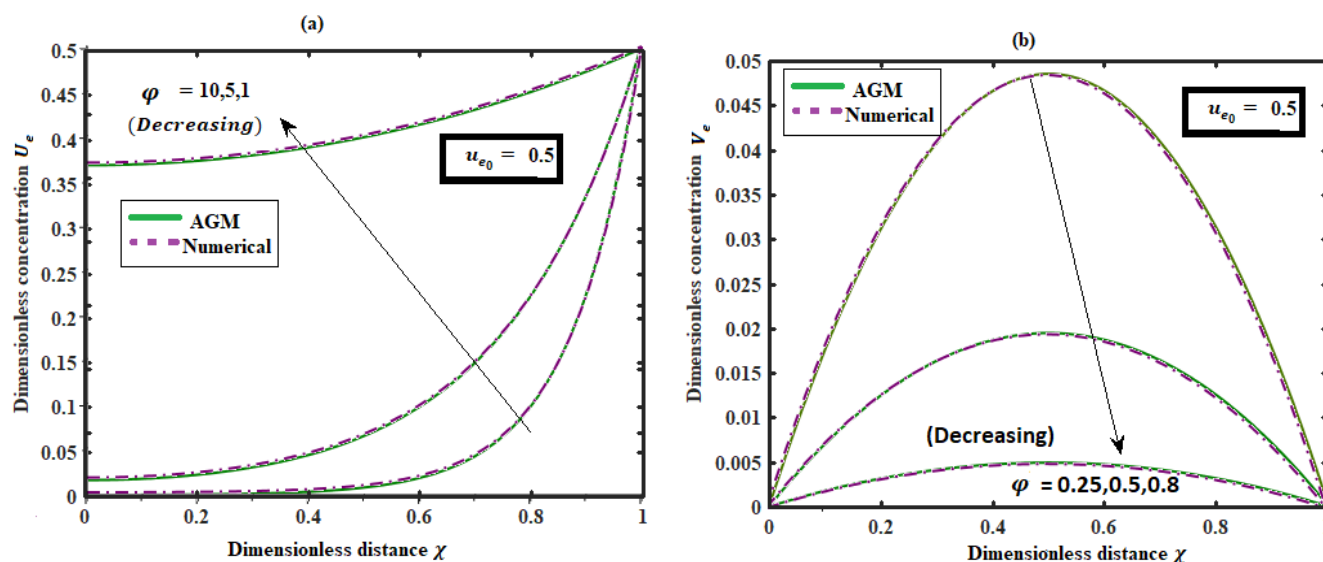 (a)
0.5
0.45
0.4
0.35
0.3
0.25
0.2
0.15
0.1
0.05
0
Dimensionless concentration U_e
φ = 10,5,1
(Decreasing)
u_{e_0} = 0.5
AGM
Numerical
0
0.2
0.4
0.6
0.8
1
Dimensionless distance χ
(b)
0.05
0.045
0.04
0.035
0.03
0.025
0.02
0.015
0.01
0.005
0
Dimensionless concentration V_e
AGM
Numerical
u_{e_0} = 0.5
(Decreasing)
φ = 0.25,0.5,0.8
0
0.2
0.4
0.6
0.8
Dimensionless distance χ